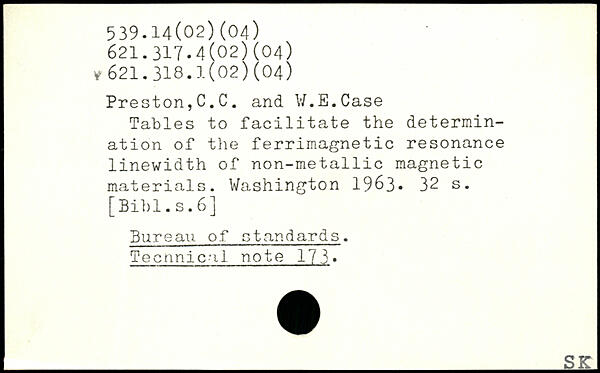 539.14(02)(04)
621.317.4(02)(04)
621.318.1(02)(04)
Preston,C.C. and W.E.Case
Tables to facilitate the determin-
ation of the ferrimagnetic resonance
linewidth of non-metallic magnetic
materials. Washington 1963. 32 s.
[Bibl.s.6]
Bureau of standards.
Technical note 173.
SK